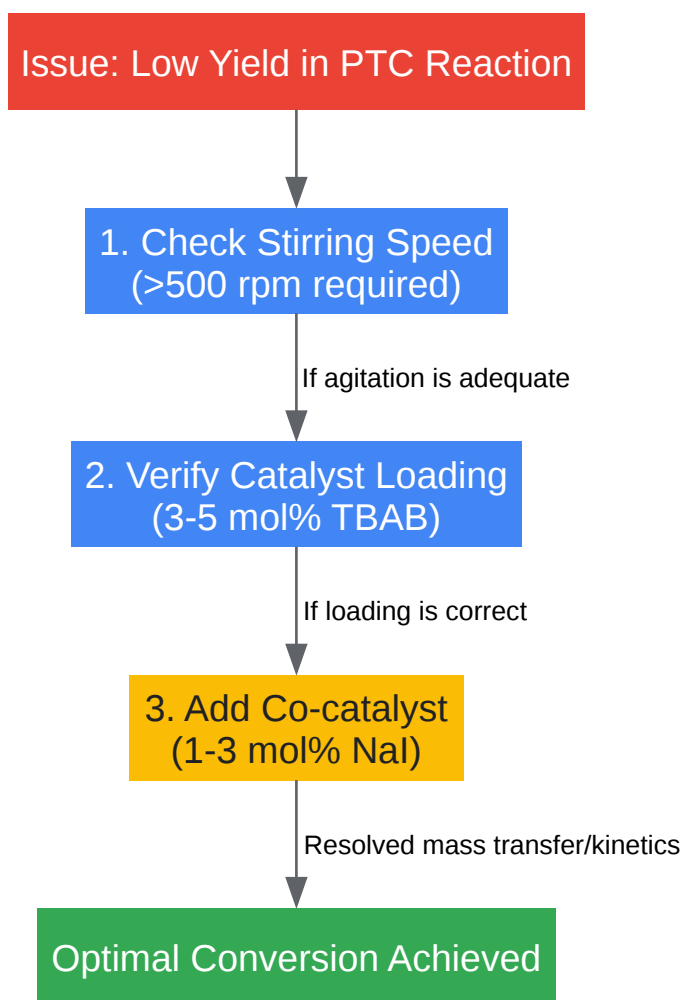 Issue: Low Yield in PTC Reaction
1. Check Stirring Speed
(>500 rpm required)
If agitation is adequate
2. Verify Catalyst Loading
(3-5 mol% TBAB)
If loading is correct
3. Add Co-catalyst
(1-3 mol% NaI)
Resolved mass transfer/kinetics
Optimal Conversion Achieved